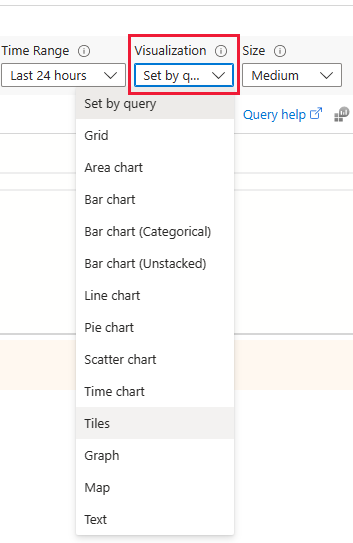 Time Range Visualization Size
Last 24 hours Set by q... Medium
Set by query
Query help
Grid
Area chart
Bar chart
Bar chart (Categorical)
Bar chart (Unstacked)
Line chart
Pie chart
Scatter chart
Time chart
Tiles
Graph
Map
Text